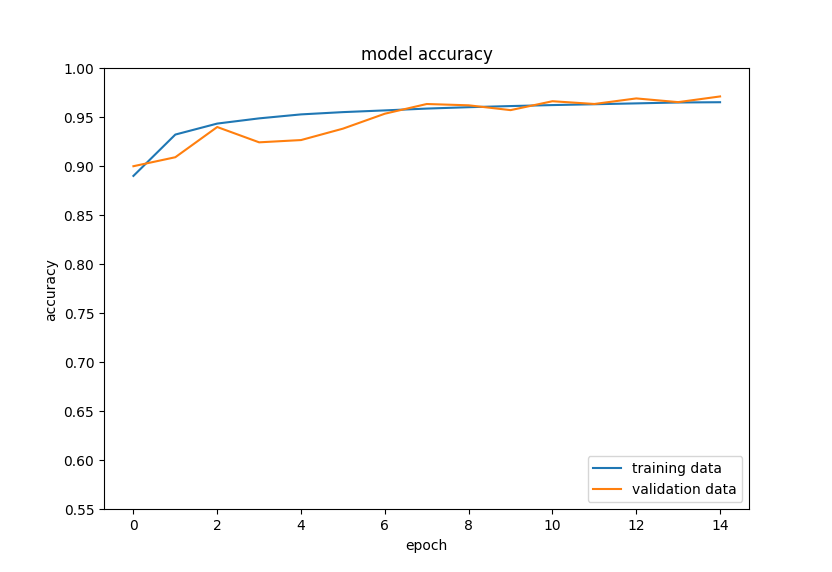 model accuracy
1.00
0.95
0.90
0.85
0.80
0.75
0.70
0.65
0.60
0.55
accuracy
training data
validation data
0 2 4 6 8 10 12 14
epoch